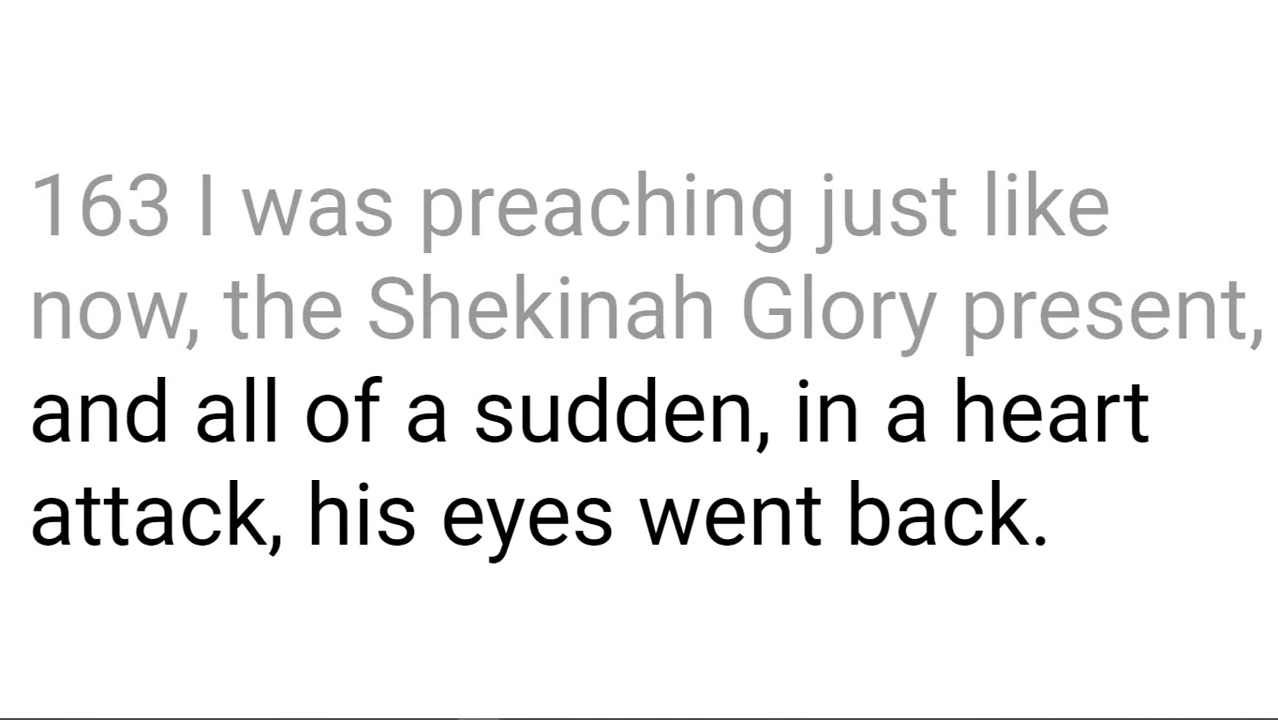 163 I was preaching just like
now, the Shekinah Glory present,
and all of a sudden, in a heart
attack, his eyes went back.